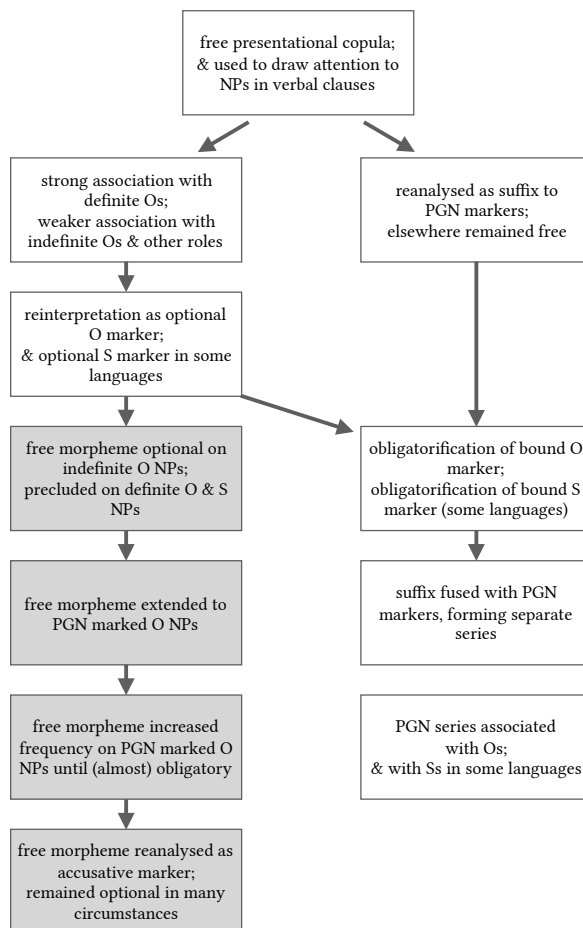 free presentational copula;
& used to draw attention to
NPs in verbal clauses
strong association with
definite Os;
weaker association with
indefinite Os & other roles
reanalysed as suffix to
PGN markers;
elsewhere remained free
reinterpretation as optional
O marker;
& optional S marker in some
languages
free morpheme optional on
indefinite O NPs;
precluded on definite O & S
NPs
obligatorification of bound O
marker;
obligatorification of bound S
marker (some languages)
free morpheme extended to
PGN marked O NPs
suffix fused with PGN
markers, forming separate
series
free morpheme increased
frequency on PGN marked O
NPs until (almost) obligatory
PGN series associated
with Os;
& with Ss in some languages
free morpheme reanalysed as
accusative marker;
remained optional in many
circumstances